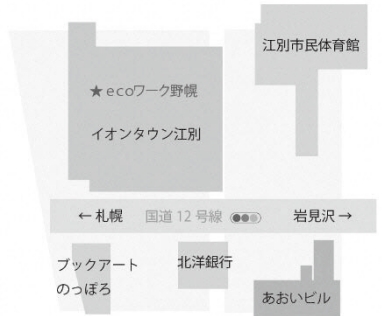 江別市民体育館
★ecoワーク野幌
イオンタウン江別
←札幌 国道12号線 岩見沢→
ブックアート
のっぽろ
北洋銀行
あおいビル